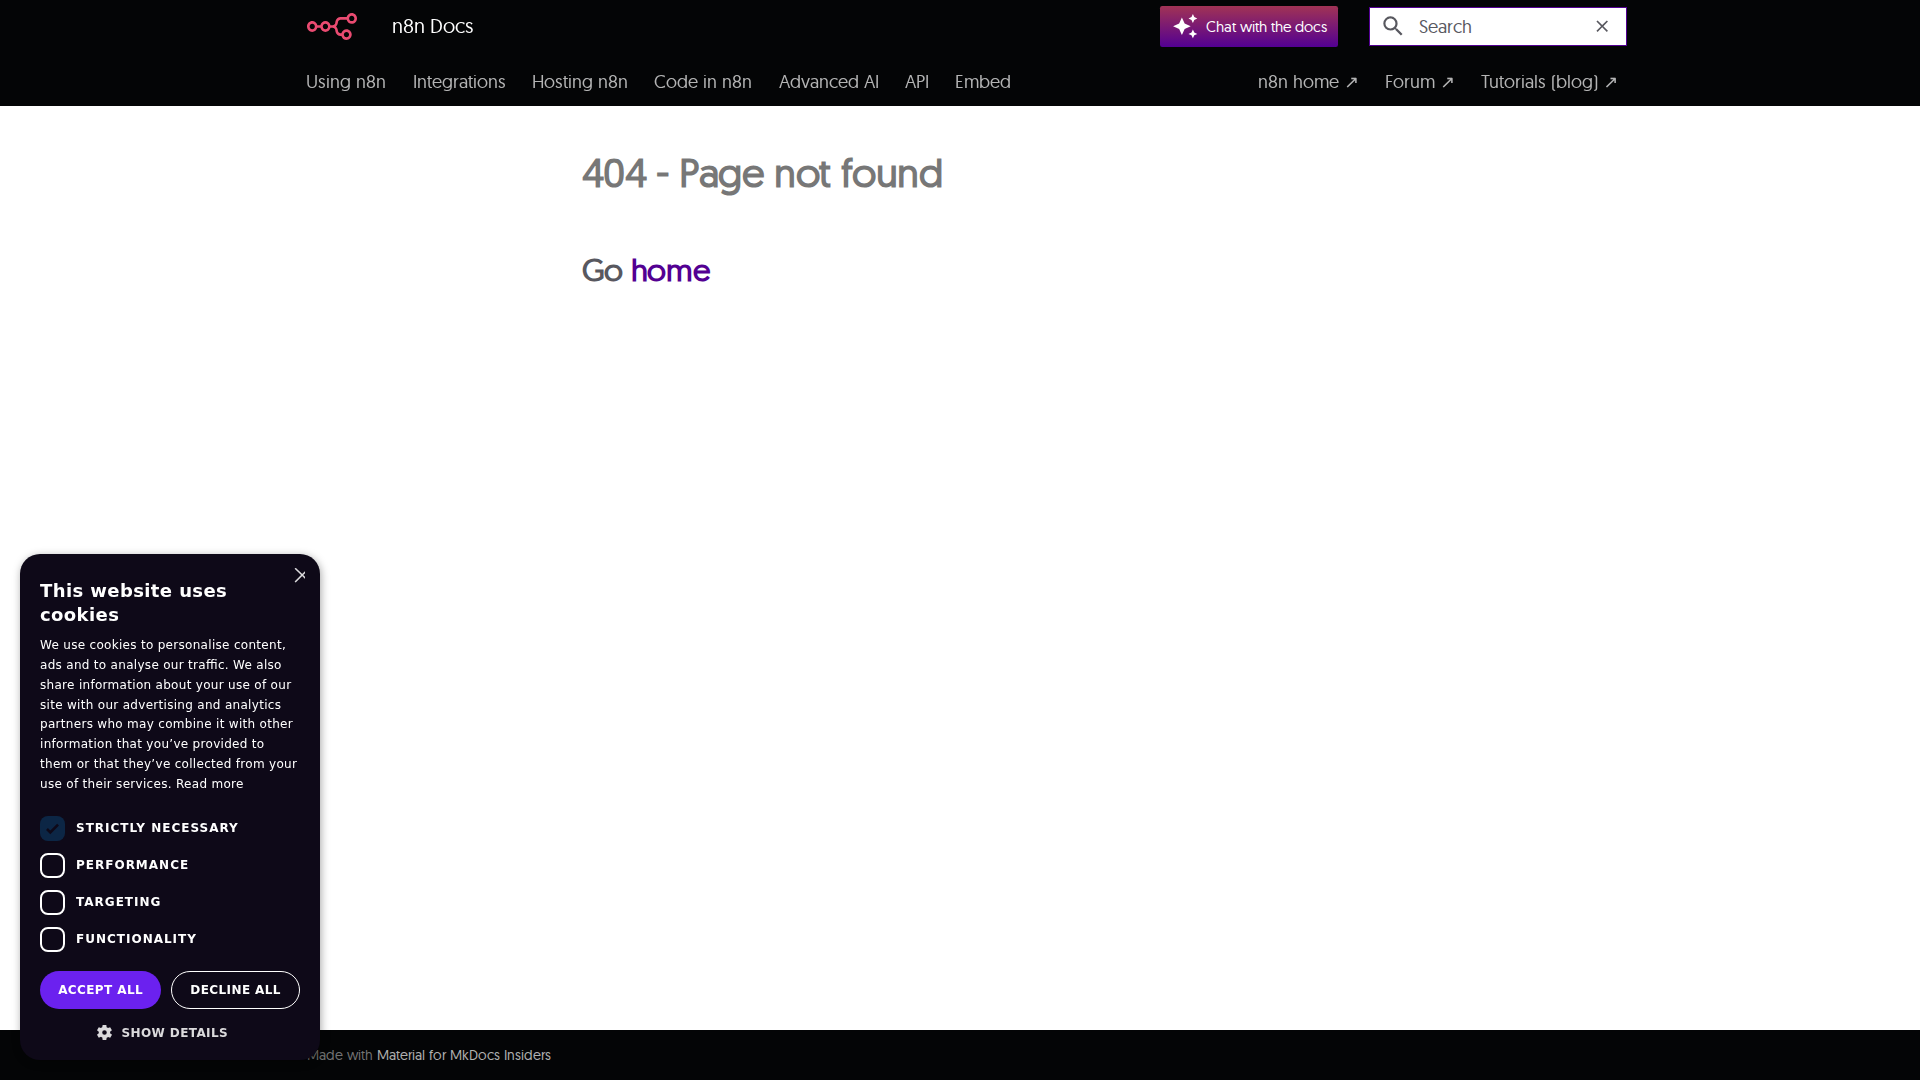 n8n Docs
Chat with the docs
Search
Using n8n
Integrations
Hosting n8n
Code in n8n
Advanced AI
API
Embed
n8n home ↗
Forum ↗
Tutorials (blog) ↗
404 - Page not found
Go home
This website uses
cookies
We use cookies to personalise content,
ads and to analyse our traffic. We also
share information about your use of our
site with our advertising and analytics
partners who may combine it with other
information that you’ve provided to
them or that they’ve collected from your
use of their services. Read more
STRICTLY NECESSARY
PERFORMANCE
TARGETING
FUNCTIONALITY
ACCEPT ALL
DECLINE ALL
SHOW DETAILS
Made with Material for MkDocs Insiders